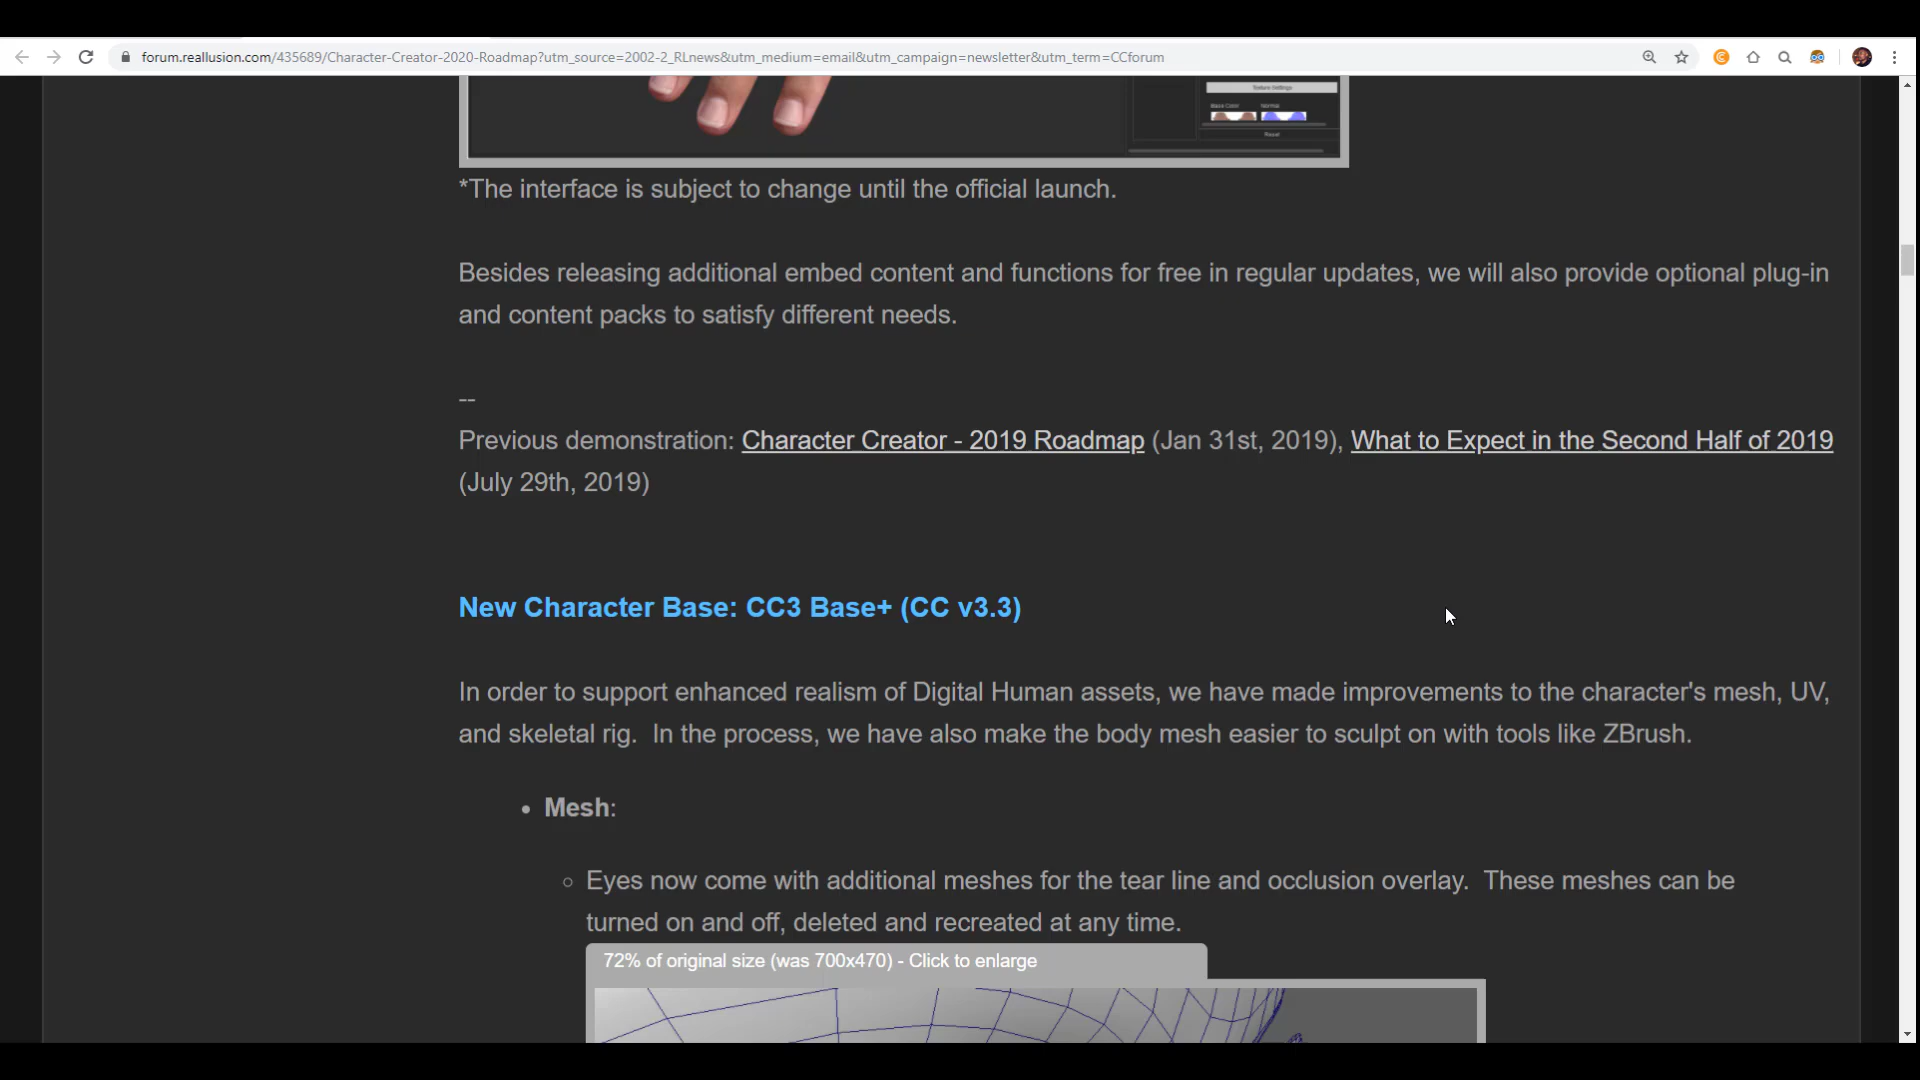 forum.reallusion.com/435689/Character-Creator-2020-Roadmap?utm_source=2002-2_RLnews&utm_medium=email&utm_campaign=newsletter&utm_term=CCforum
Texture Settings
Base Color Normal
Reset
*The interface is subject to change until the official launch.
Besides releasing additional embed content and functions for free in regular updates, we will also provide optional plug-in
and content packs to satisfy different needs.
--
Previous demonstration: Character Creator - 2019 Roadmap (Jan 31st, 2019), What to Expect in the Second Half of 2019
(July 29th, 2019)
New Character Base: CC3 Base+ (CC v3.3)
In order to support enhanced realism of Digital Human assets, we have made improvements to the character's mesh, UV,
and skeletal rig.  In the process, we have also make the body mesh easier to sculpt on with tools like ZBrush.
• Mesh:
○ Eyes now come with additional meshes for the tear line and occlusion overlay.  These meshes can be
turned on and off, deleted and recreated at any time.
72% of original size (was 700x470) - Click to enlarge